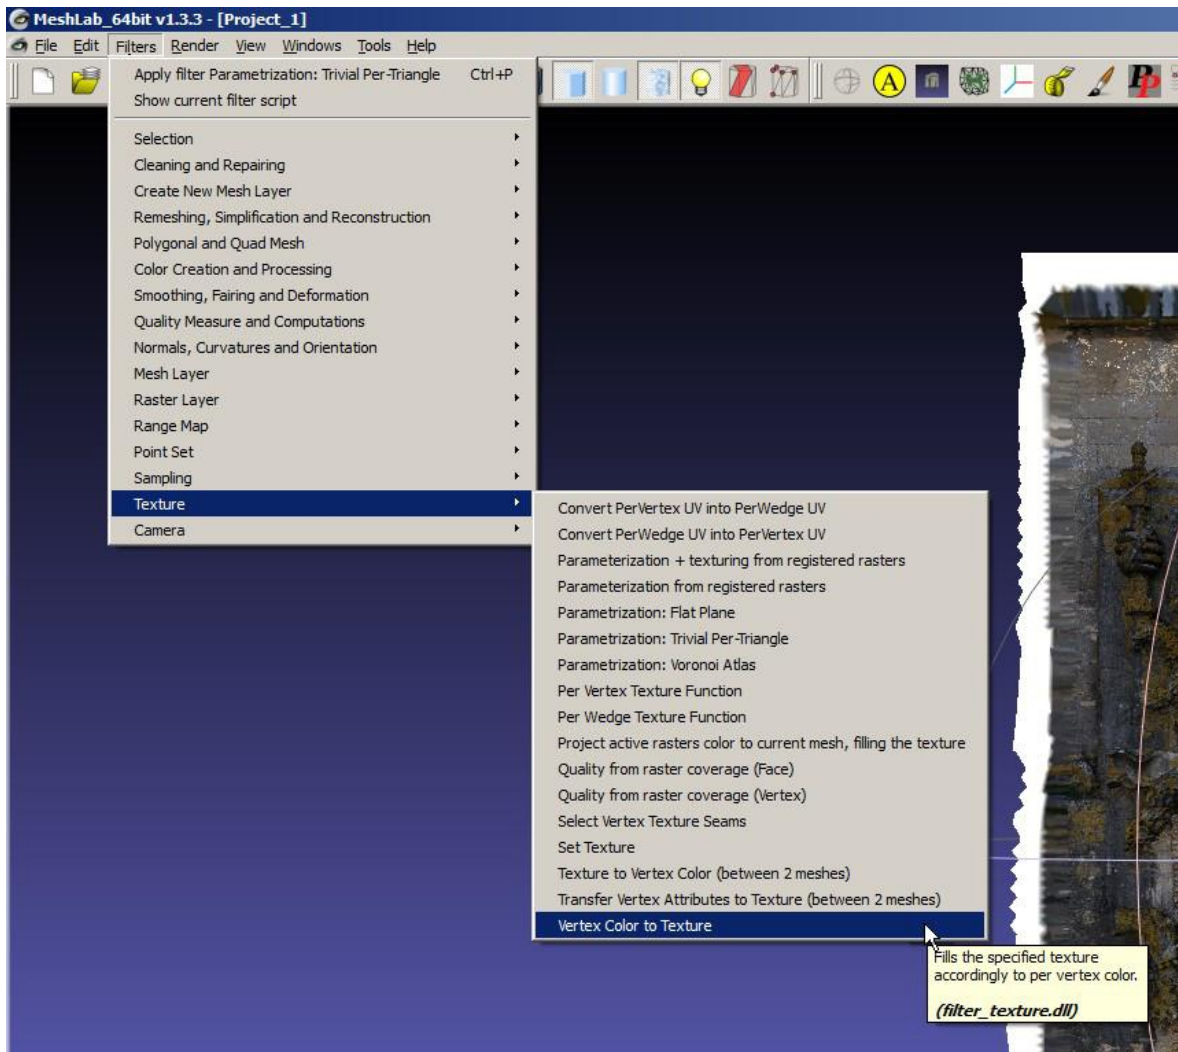 MeshLab_64bit v1.3.3 - [Project_1]
File Edit Filters Render View Windows Tools Help
Apply filter Parametrization: Trivial Per-Triangle Ctrl+P
Show current filter script
A
Pp
Selection
Cleaning and Repairing
Create New Mesh Layer
Remeshing, Simplification and Reconstruction
Polygonal and Quad Mesh
Color Creation and Processing
Smoothing, Fairing and Deformation
Quality Measure and Computations
Normals, Curvatures and Orientation
Mesh Layer
Raster Layer
Range Map
Point Set
Sampling
Texture
Camera
Convert PerVertex UV into PerWedge UV
Convert PerWedge UV into PerVertex UV
Parameterization + texturing from registered rasters
Parameterization from registered rasters
Parametrization: Flat Plane
Parametrization: Trivial Per-Triangle
Parametrization: Voronoi Atlas
Per Vertex Texture Function
Per Wedge Texture Function
Project active rasters color to current mesh, filling the texture
Quality from raster coverage (Face)
Quality from raster coverage (Vertex)
Select Vertex Texture Seams
Set Texture
Texture to Vertex Color (between 2 meshes)
Transfer Vertex Attributes to Texture (between 2 meshes)
Vertex Color to Texture
Fills the specified texture
accordingly to per vertex color.
(filter_texture.dll)